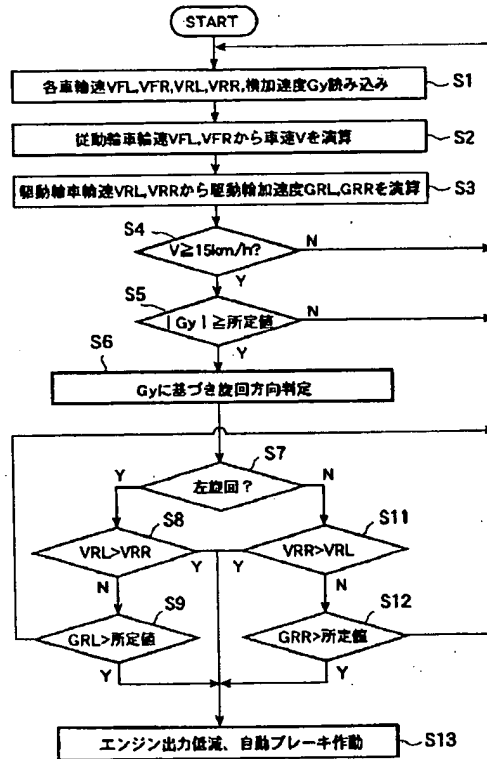 START
各車輪速VFL,VFR,VRL,VRR,横加速度Gy読み込み
S1
従動輪車輪速VFL,VFRから車速Vを演算
S2
駆動輪車輪速VRL,VRRから駆動輪加速度GRL,GRRを演算
S3
S4
V≧15km/h?
N
Y
S5
|Gy|≧所定値
N
Y
S6
Gyに基づき旋回方向判定
S7
左旋回?
Y
N
S8
VRL>VRR
Y
N
S11
VRR>VRL
Y
N
S9
GRL>所定値
Y
S12
GRR>所定値
Y
エンジン出力低減、自動ブレーキ作動
S13